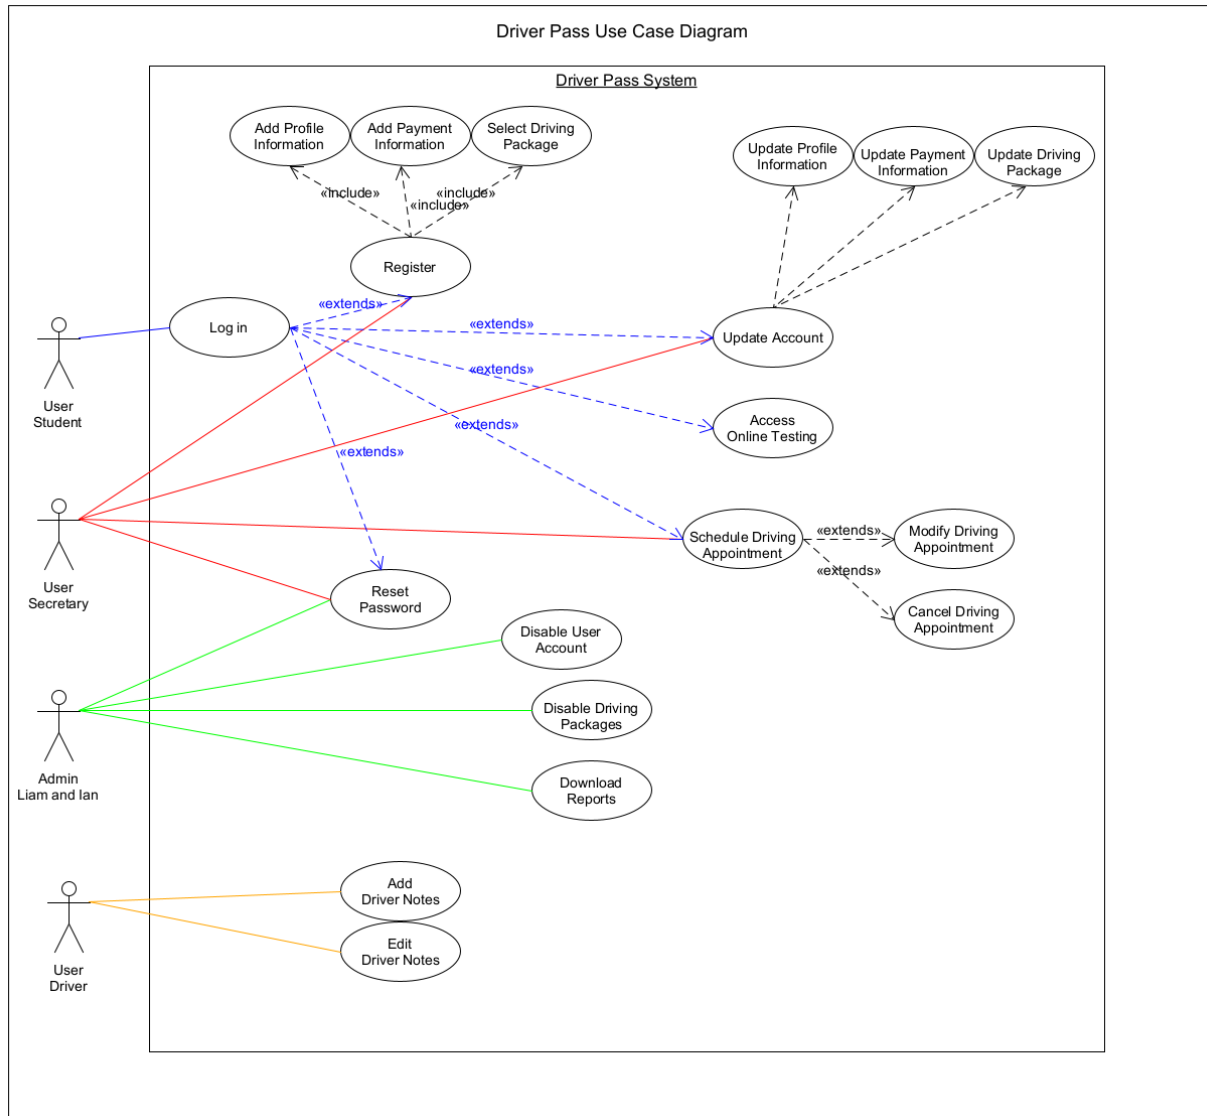 Driver Pass Use Case Diagram
Driver Pass System
Add Profile
Information
Add Payment
Information
Select Driving
Package
Update Profile
Information
Update Payment
Information
Update Driving
Package
«include»
«include»
«include»
Register
«extends»
Log in
«extends»
Update Account
«extends»
User
Student
Access
Online Testing
«extends»
«extends»
Schedule Driving
Appointment
«extends»
Modify Driving
Appointment
«extends»
User
Secretary
Reset
Password
Cancel Driving
Appointment
Disable User
Account
Disable Driving
Packages
Admin
Liam and Ian
Download
Reports
Add
Driver Notes
Edit
Driver Notes
User
Driver